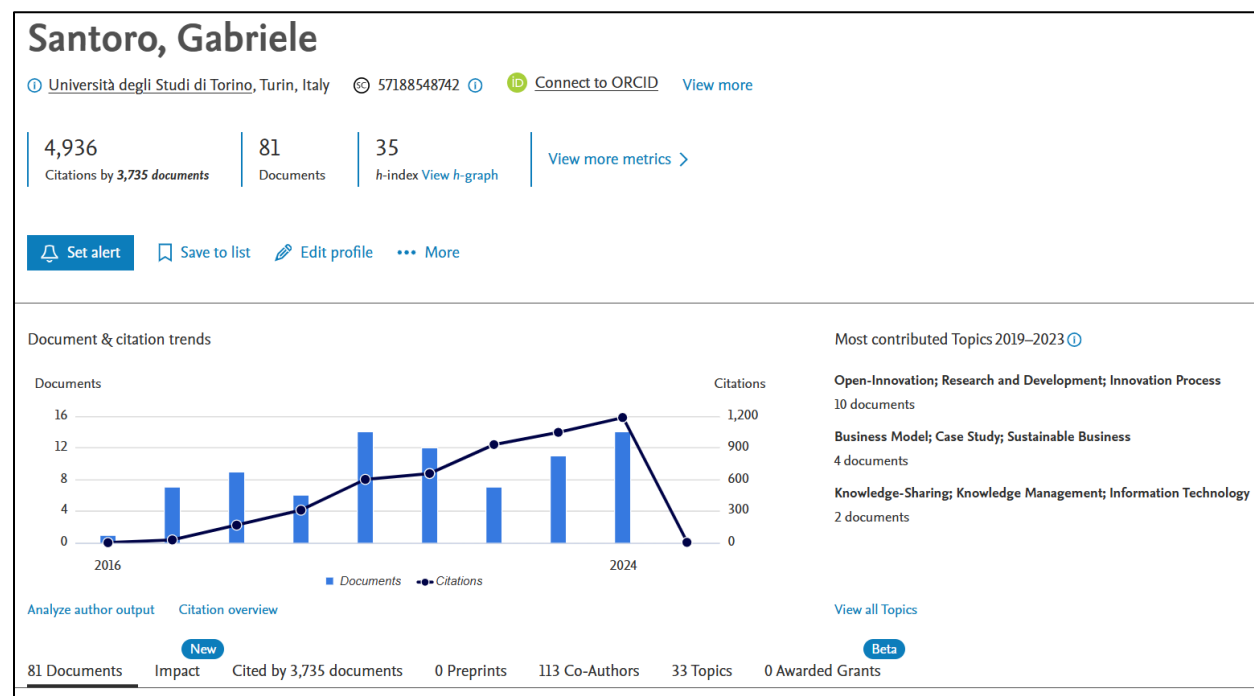 Santoro, Gabriele
Università degli Studi di Torino, Turin, Italy SC 57188548742 iD Connect to ORCID View more
4,936 81 35
Citations by 3,735 documents Documents h-index View h-graph View more metrics
Set alert Save to list Edit profile More
Document & citation trends
Most contributed Topics 2019–2023
Documents Citations
16 1,200
12 900
8 600
4 300
0 0
2016 2024
Documents Citations
Open-Innovation; Research and Development; Innovation Process
10 documents
Business Model; Case Study; Sustainable Business
4 documents
Knowledge-Sharing; Knowledge Management; Information Technology
2 documents
Analyze author output Citation overview View all Topics
New Beta
81 Documents Impact Cited by 3,735 documents 0 Preprints 113 Co-Authors 33 Topics 0 Awarded Grants